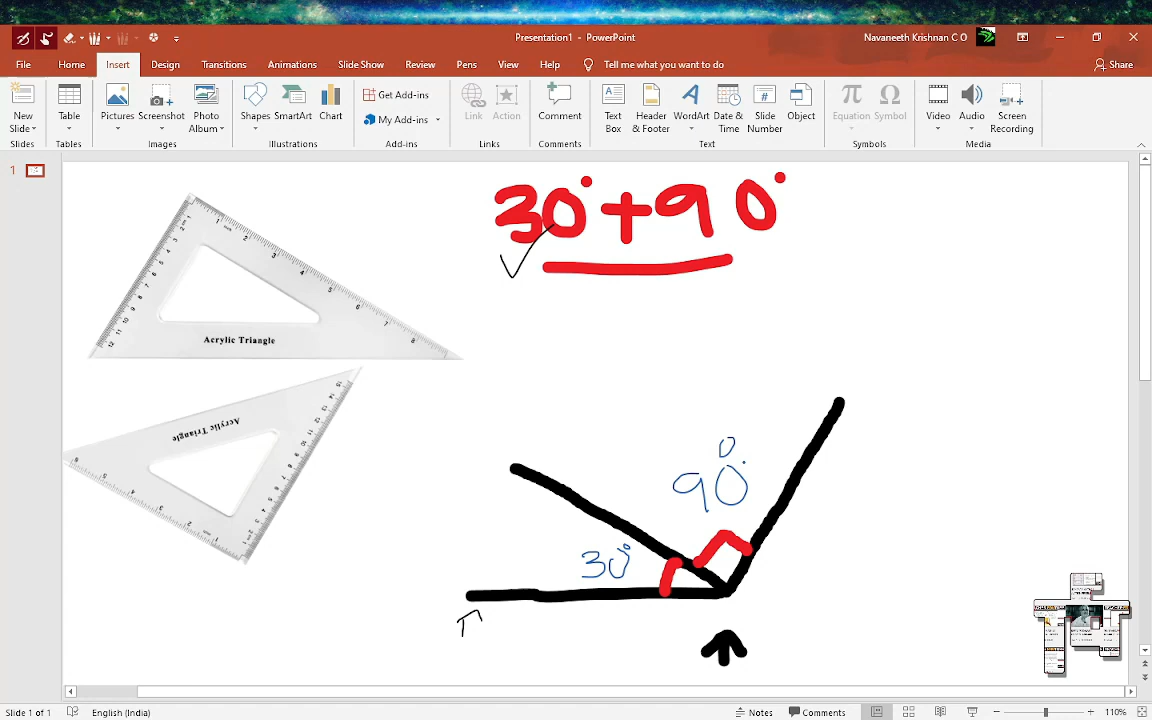 Presentation1 - PowerPoint
Navaneeth Krishnan C O
File Home Insert Design Transitions Animations Slide Show Review Pens View Help Tell me what you want to do Share
New Slide
Table
Pictures
Screenshot
Photo Album
Shapes
SmartArt
Chart
Get Add-ins
My Add-ins
Link
Action
Comment
Text Box
Header & Footer
WordArt
Date & Time
Slide Number
Object
Equation
Symbol
Video
Audio
Screen Recording
Slides Tables Images Illustrations Add-ins Links Comments Text Symbols Media
1
30°+90°
Acrylic Triangle
Acrylic Triangle
90°
30°
Slide 1 of 1 English (India) Notes Comments 110%